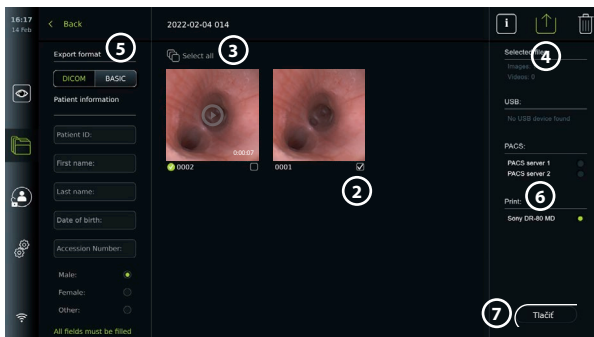 16:17
14 Feb
Back
2022-02-04 014
i
Export format
5
DICOM
BASIC
Patient information
Patient ID:
First name:
Last name:
Date of birth:
Accession Number:
Male:
Female:
Other:
All fields must be filled
Select all
3
0:00:07
0002
0001
2
Selected files
4
Images:
Videos: 0
USB:
No USB device found
PACS:
PACS server 1
PACS server 2
Print:
6
Sony DR-80 MD
7
Tlačiť